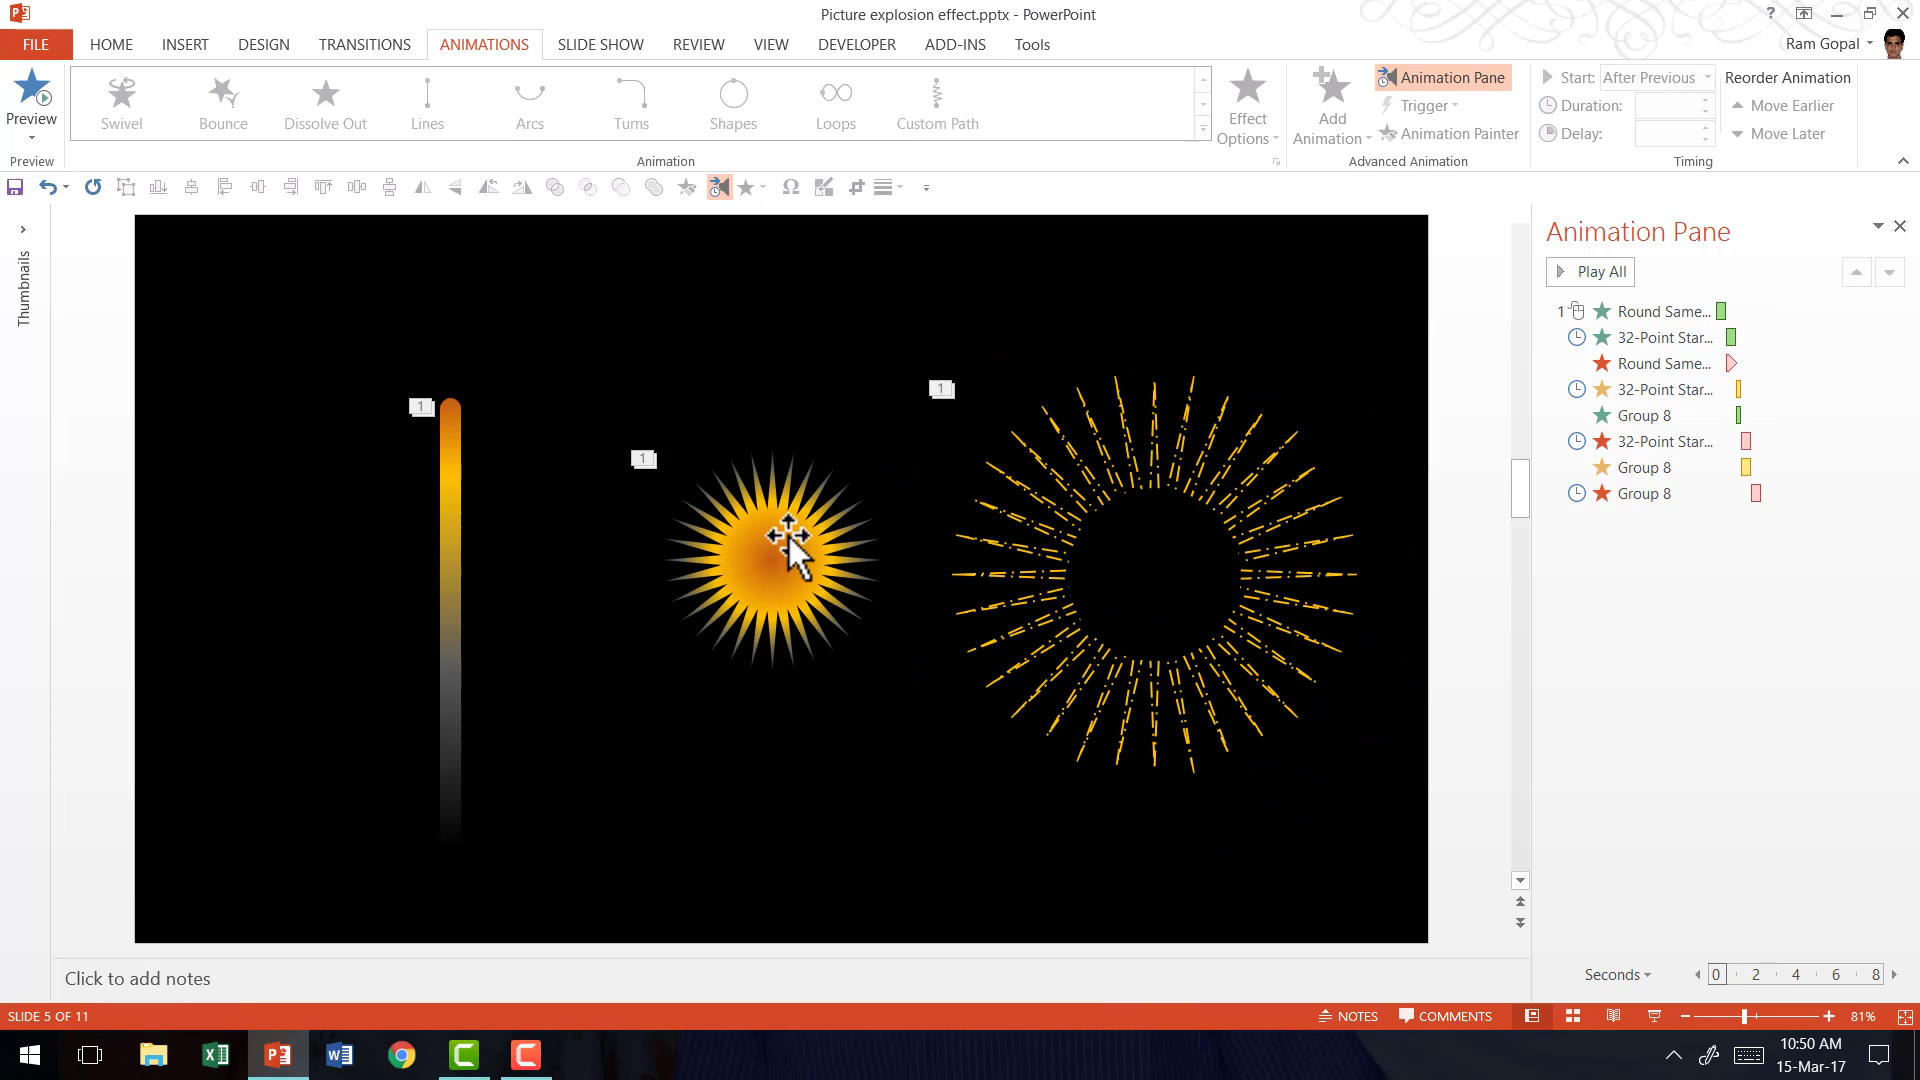 Picture explosion effect.pptx - PowerPoint
FILE HOME INSERT DESIGN TRANSITIONS ANIMATIONS SLIDE SHOW REVIEW VIEW DEVELOPER ADD-INS Tools Ram Gopal
Preview
Swivel Bounce Dissolve Out Lines Arcs Turns Shapes Loops Custom Path
Effect Options
Add Animation
Animation Pane
Trigger
Animation Painter
Start: After Previous
Duration:
Delay:
Reorder Animation
Move Earlier
Move Later
Preview Animation Advanced Animation Timing
Thumbnails
1
1
1
Animation Pane
Play All
1 Round Same...
32-Point Star...
Round Same...
32-Point Star...
Group 8
32-Point Star...
Group 8
Group 8
Seconds 0 2 4 6 8
Click to add notes
SLIDE 5 OF 11 NOTES COMMENTS 81%
10:50 AM
15-Mar-17